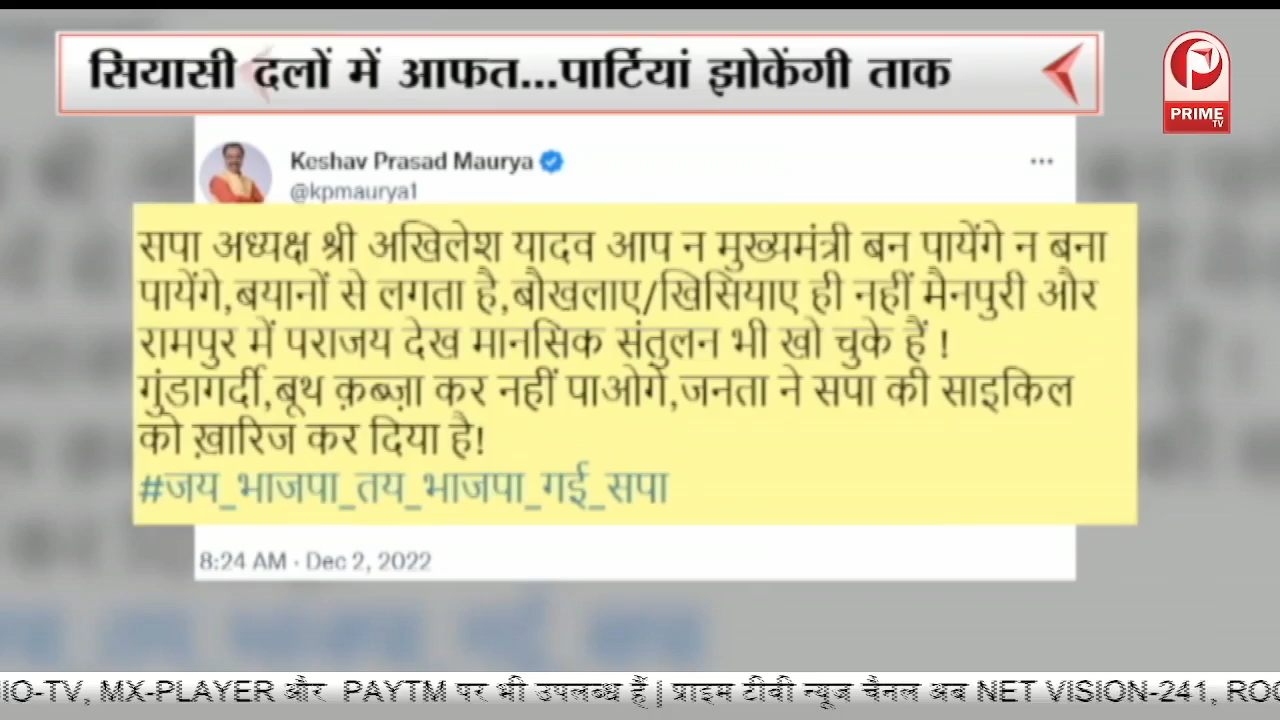 सियासी दलों में आफत...पार्टियां झोकेंगी ताक
PRIME
TV
Keshav Prasad Maurya
@kpmaurya1
सपा अध्यक्ष श्री अखिलेश यादव आप न मुख्यमंत्री बन पायेंगे न बना
पायेंगे,बयानों से लगता है,बौखलाए/खिसियाए ही नहीं मैनपुरी और
रामपुर में पराजय देख मानसिक संतुलन भी खो चुके हैं !
गुंडागर्दी,बूथ क़ब्ज़ा कर नहीं पाओगे,जनता ने सपा की साइकिल
को ख़ारिज कर दिया है!
#जय_भाजपा_तय_भाजपा_गई_सपा
8:24 AM · Dec 2, 2022
IO-TV, MX-PLAYER और PAYTM पर भी उपलब्ध हैं | प्राइम टीवी न्यूज चैनल अब NET VISION-241, ROC